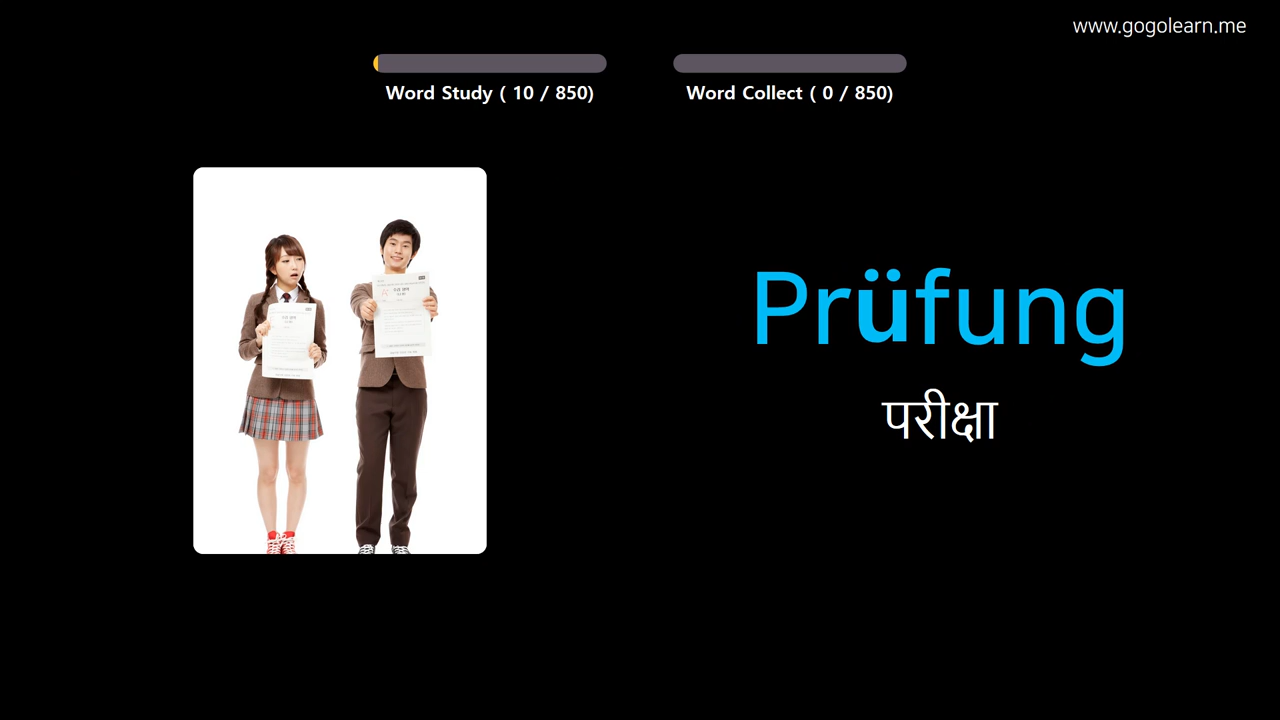 www.gogolearn.me
Word Study ( 10 / 850)
Word Collect ( 0 / 850)
Prüfung
परीक्षा